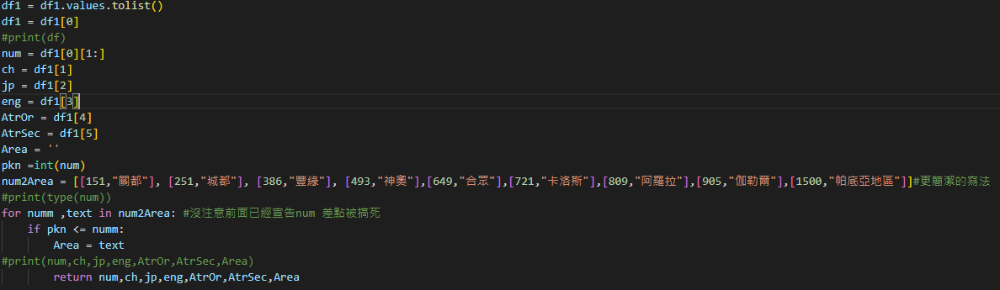 df1 = df1.values.tolist()
df1 = df1[0]
#print(df)
num = df1[0][1:]
ch = df1[1]
jp = df1[2]
eng = df1[3]
AtrOr = df1[4]
AtrSec = df1[5]
Area = ''
pkn =int(num)
num2Area = [[151,"關都"], [251,"城都"], [386,"豐緣"], [493,"神奧"],[649,"合眾"],[721,"卡洛斯"],[809,"阿羅拉"],[905,"伽勒爾"],[1500,"帕底亞地區"]]#更簡潔的寫法
#print(type(num))
for numm ,text in num2Area: #沒注意前面已經宣告num 差點被搞死
    if pkn <= numm:
        Area = text
#print(num,ch,jp,eng,AtrOr,AtrSec,Area)
        return num,ch,jp,eng,AtrOr,AtrSec,Area